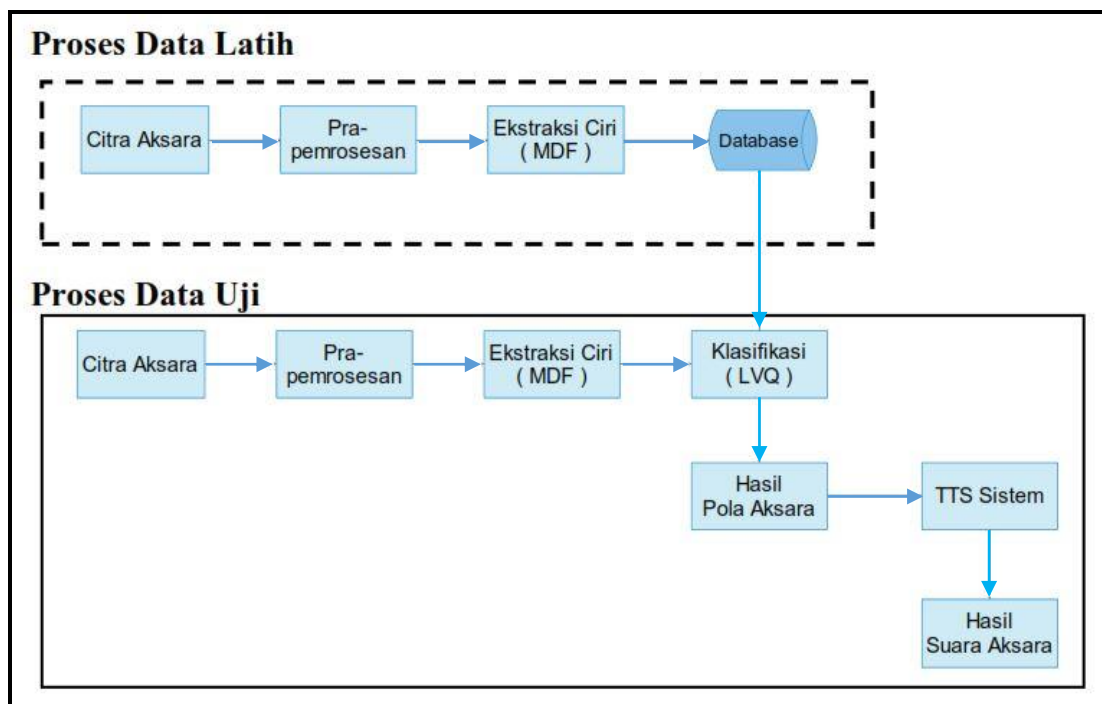 Proses Data Latih
Citra Aksara
Pra-
pemrosesan
Ekstraksi Ciri
( MDF )
Database
Proses Data Uji
Citra Aksara
Pra-
pemrosesan
Ekstraksi Ciri
( MDF )
Klasifikasi
( LVQ )
Hasil
Pola Aksara
TTS Sistem
Hasil
Suara Aksara